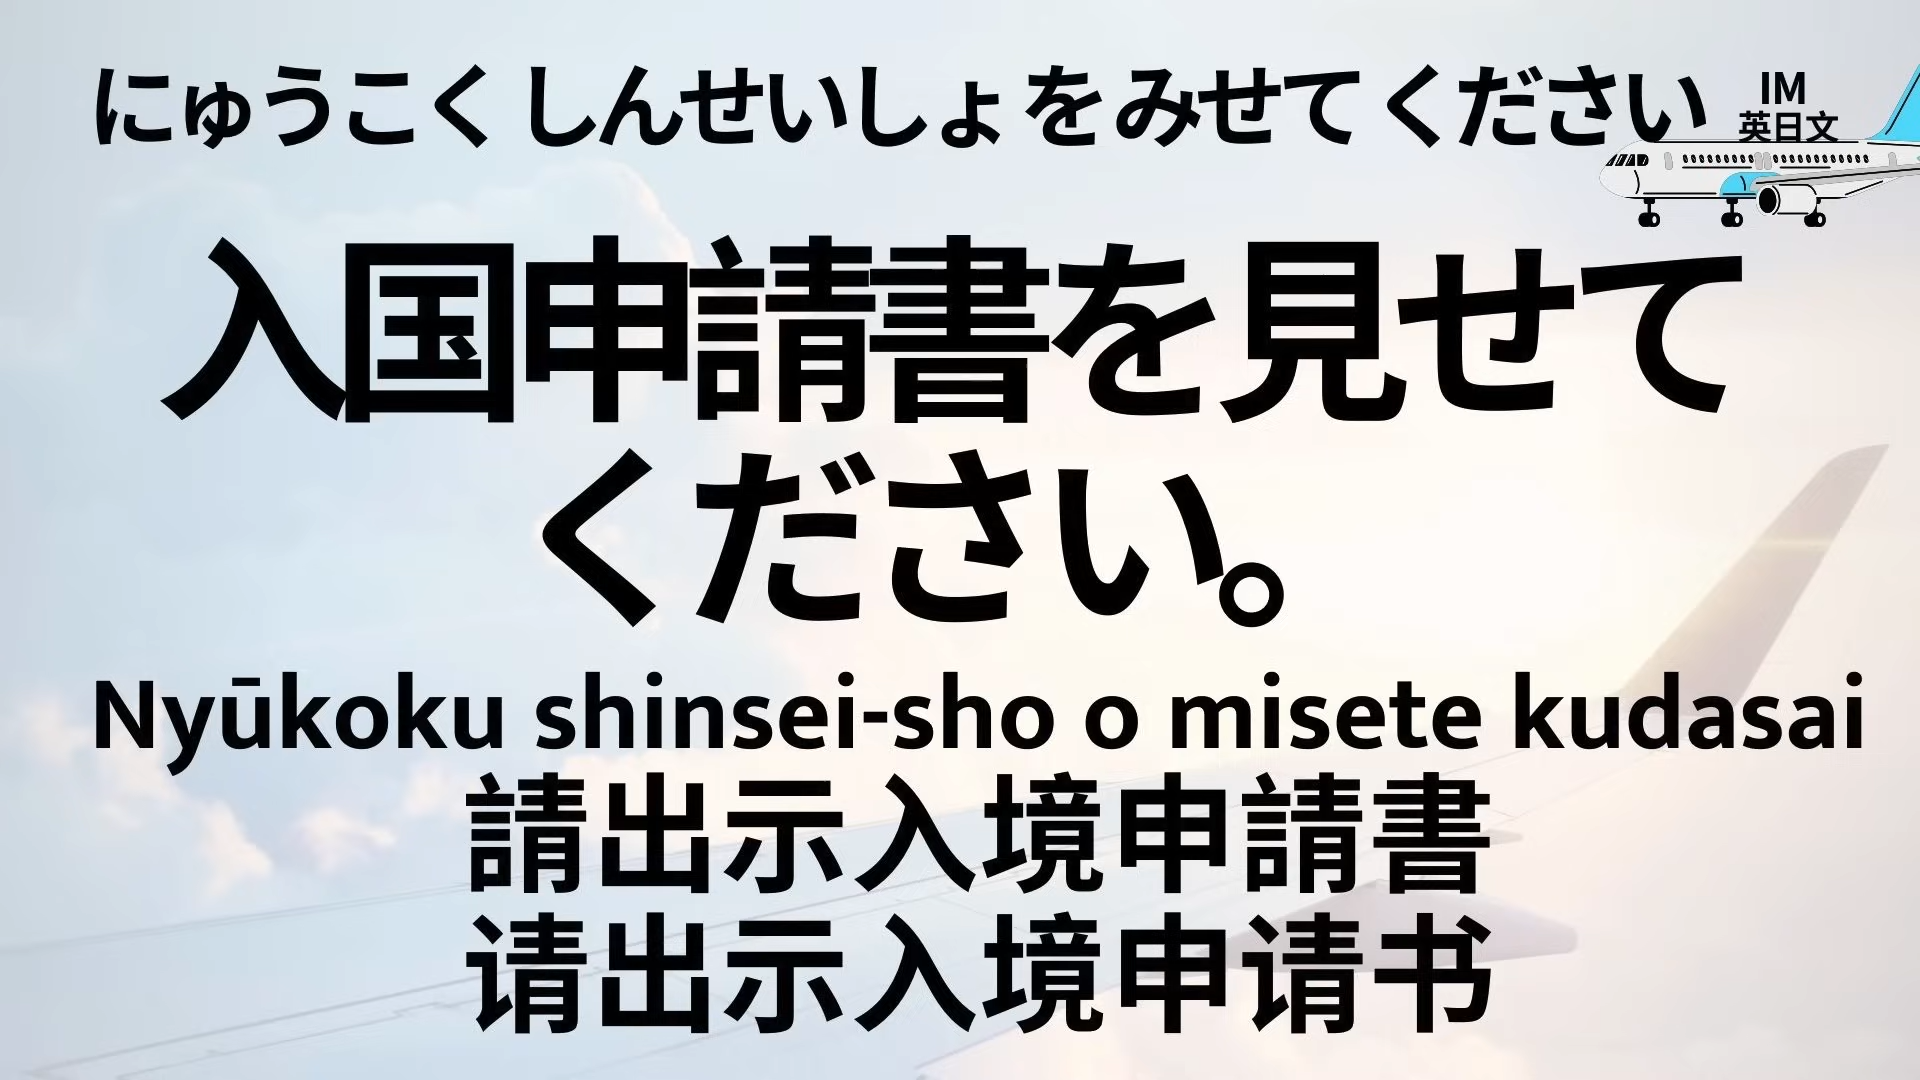 にゅうこくしんせいしょをみせてください
IM
英日文
入国申請書を見せて
ください。
Nyūkoku shinsei-sho o misete kudasai
請出示入境申請書
请出示入境申请书